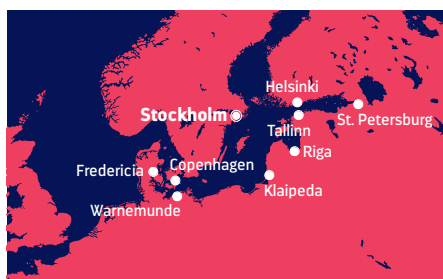 Helsinki
Stockholm
St. Petersburg
Tallinn
Riga
Copenhagen
Fredericia
Klaipeda
Warnemunde